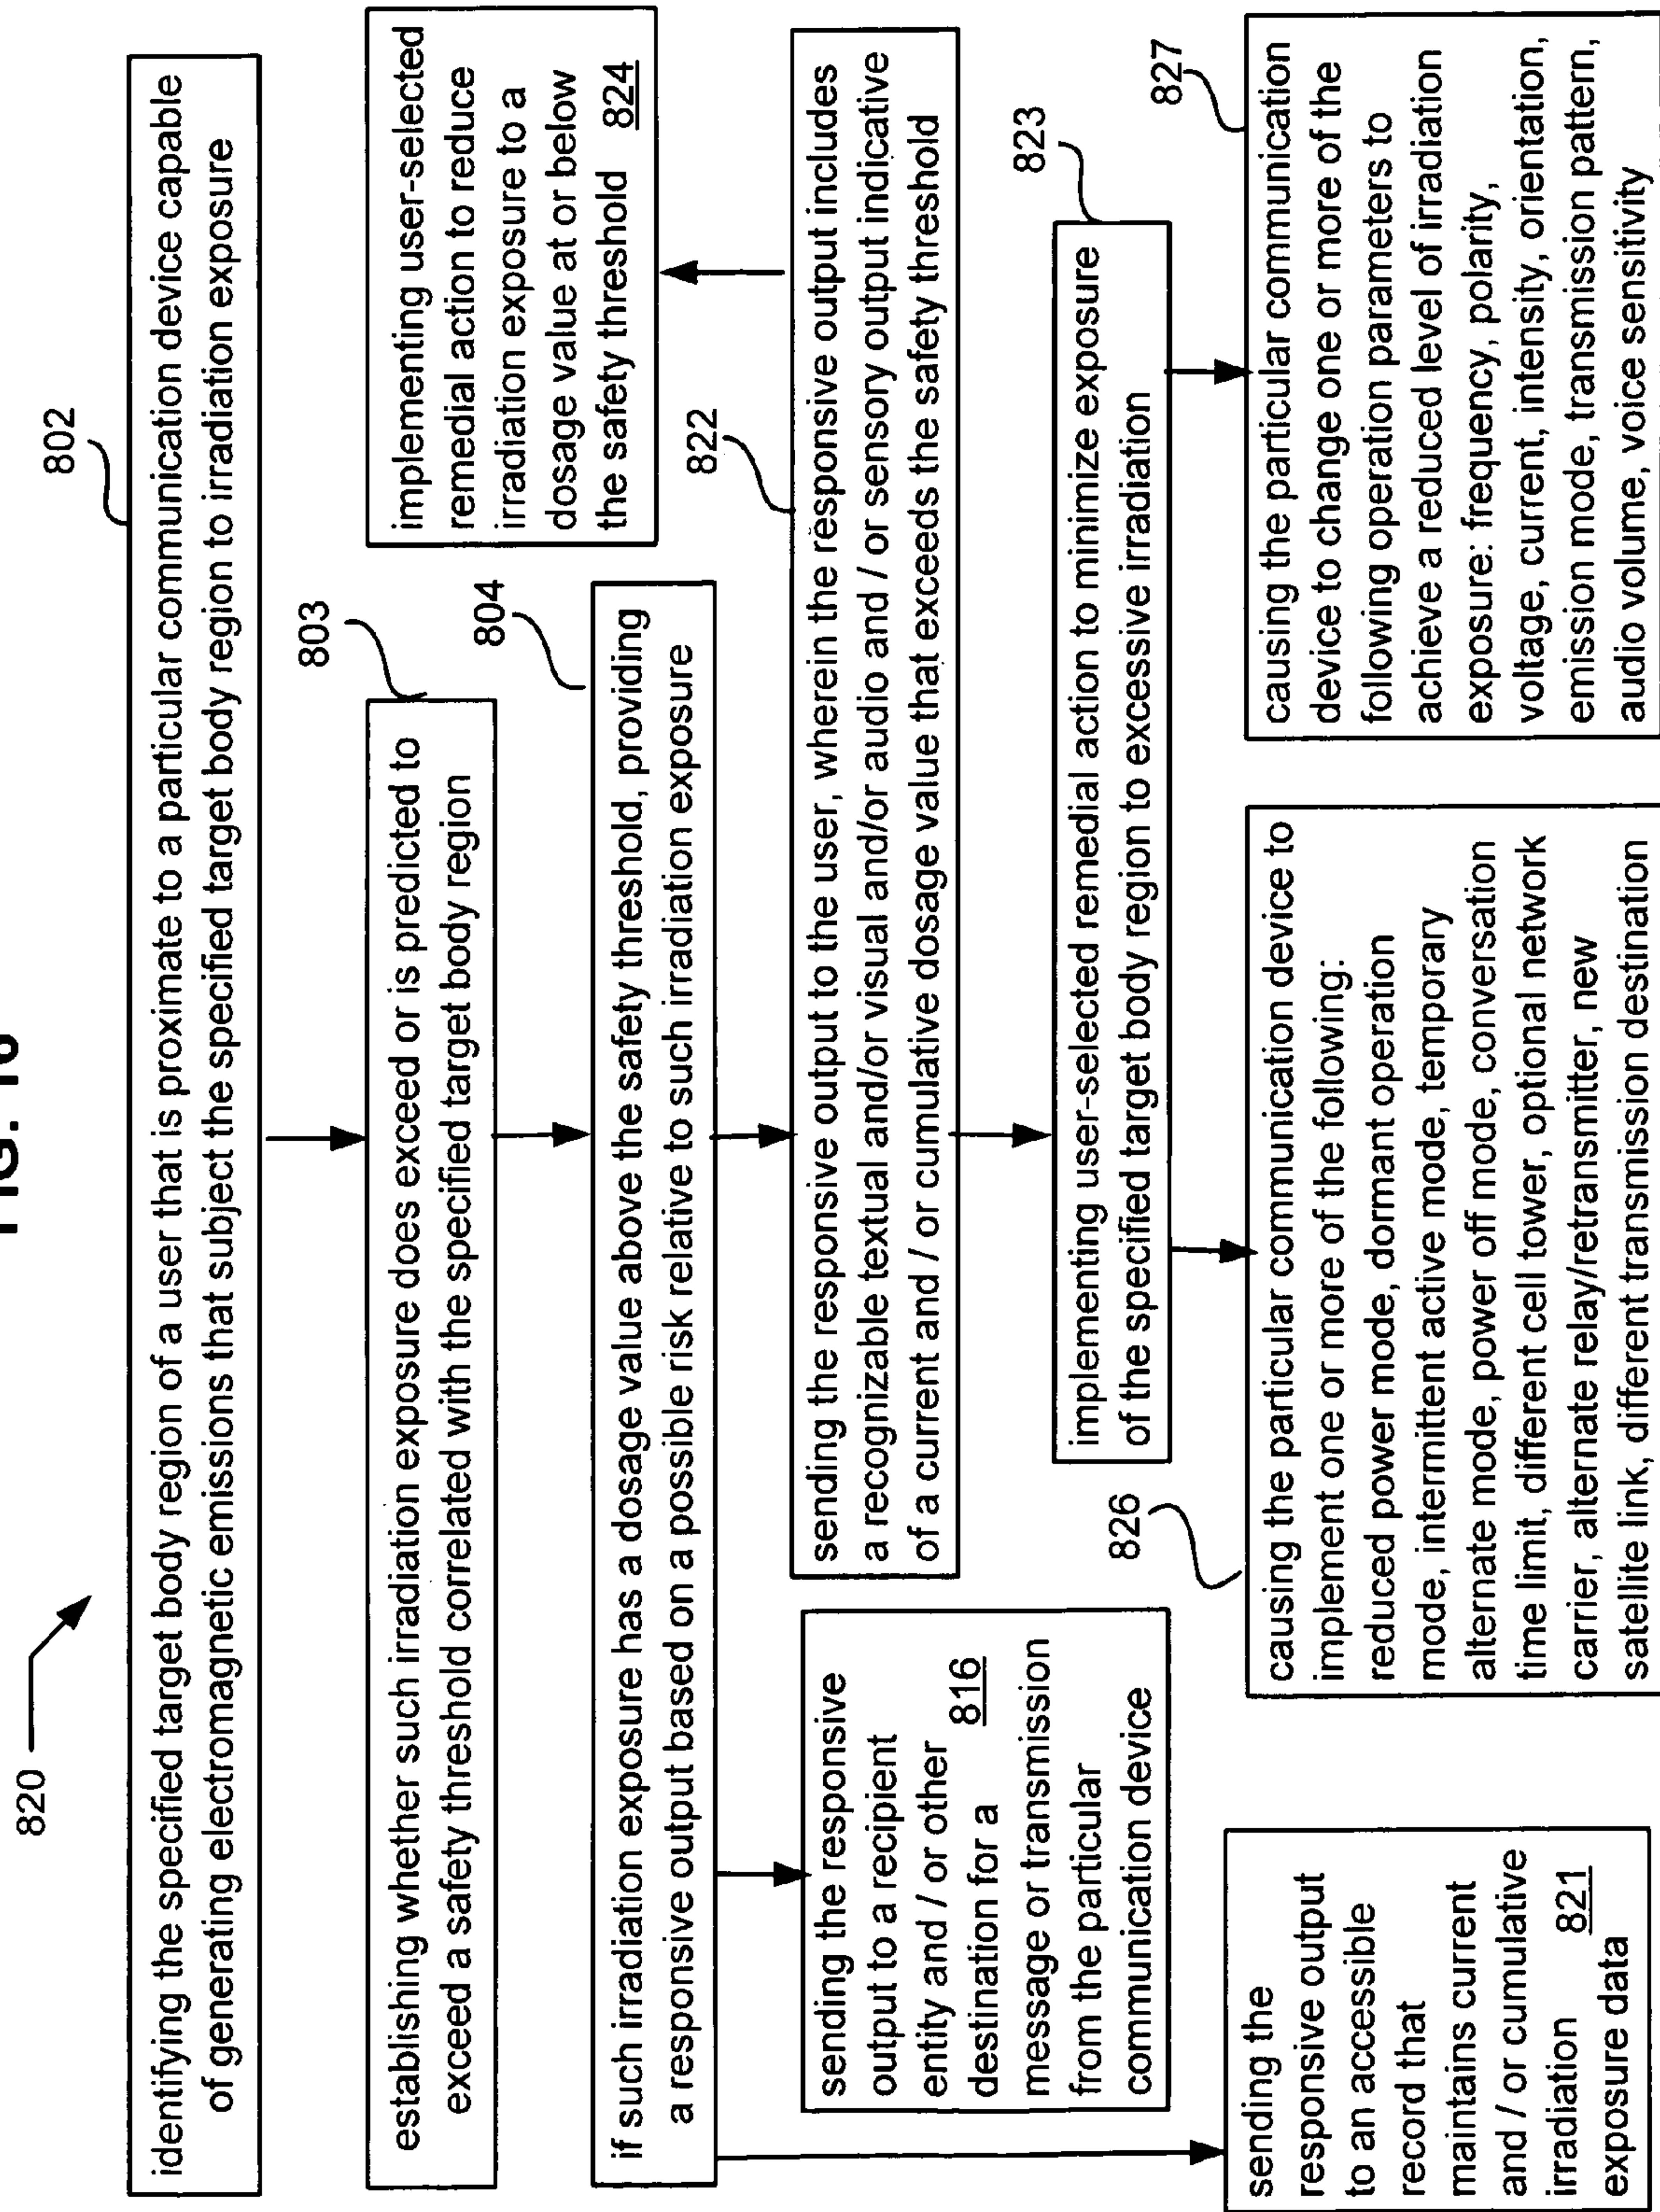 FIG.
820
802
identifying the specified target body region of a user that is proximate to a particular communication device capable
of generating electromagnetic emissions that subject the specified target body region to irradiation exposure
803
establishing whether such irradiation exposure does exceed or is predicted to
exceed a safety threshold correlated with the specified target body region
implementing user-selected
remedial action to reduce
irradiation exposure to a
dosage value at or below
the safety threshold 824
804
if such irradiation exposure has a dosage value above the safety threshold, providing
a responsive output based on a possible risk relative to such irradiation exposure
822
sending the responsive
output to a recipient
entity and / or other
destination for a 816
message or transmission
from the particular
communication device
sending the responsive output to the user, wherein the responsive output includes
a recognizable textual and/or visual and/or audio and / or sensory output indicative
of a current and / or cumulative dosage value that exceeds the safety threshold
823
implementing user-selected remedial action to minimize exposure
of the specified target body region to excessive irradiation
826
827
sending the
responsive output
to an accessible
record that
maintains current
and / or cumulative
irradiation 821
exposure data
causing the particular communication device to
implement one or more of the following:
reduced power mode, dormant operation
mode, intermittent active mode, temporary
alternate mode, power off mode, conversation
time limit, different cell tower, optional network
carrier, alternate relay/retransmitter, new
satellite link, different transmission destination
causing the particular communication
device to change one or more of the
following operation parameters to
achieve a reduced level of irradiation
exposure: frequency, polarity,
voltage, current, intensity, orientation,
emission mode, transmission pattern,
audio volume, voice sensitivity